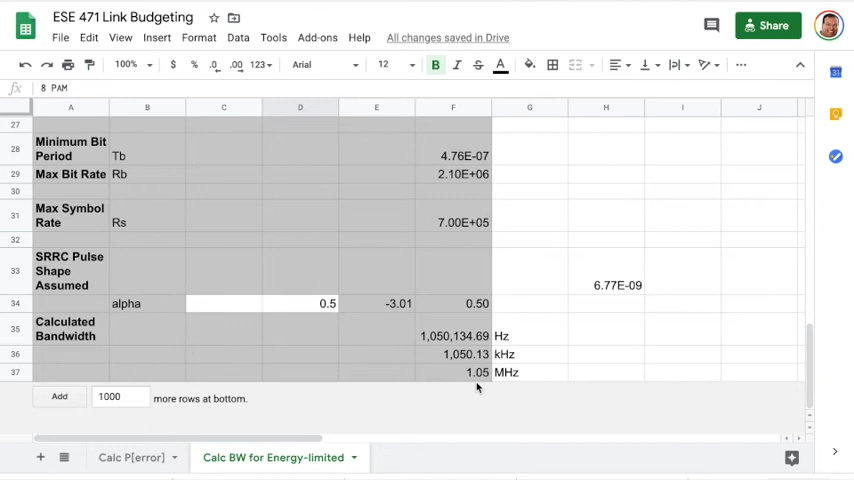 ESE 471 Link Budgeting
File Edit View Insert Format Data Tools Add-ons Help All changes saved in Drive
Share
100% $ % .0 .00 123 Arial 12 B I S A
fx 8 PAM
A B C D E F G H I J
27
28 Minimum Bit Period Tb 4.76E-07
29 Max Bit Rate Rb 2.10E+06
30
31 Max Symbol Rate Rs 7.00E+05
32
33 SRRC Pulse Shape Assumed 6.77E-09
34 alpha 0.5 -3.01 0.50
35 Calculated Bandwidth 1,050,134.69 Hz
36 1,050.13 kHz
37 1.05 MHz
Add 1000 more rows at bottom.
Calc P[error] Calc BW for Energy-limited